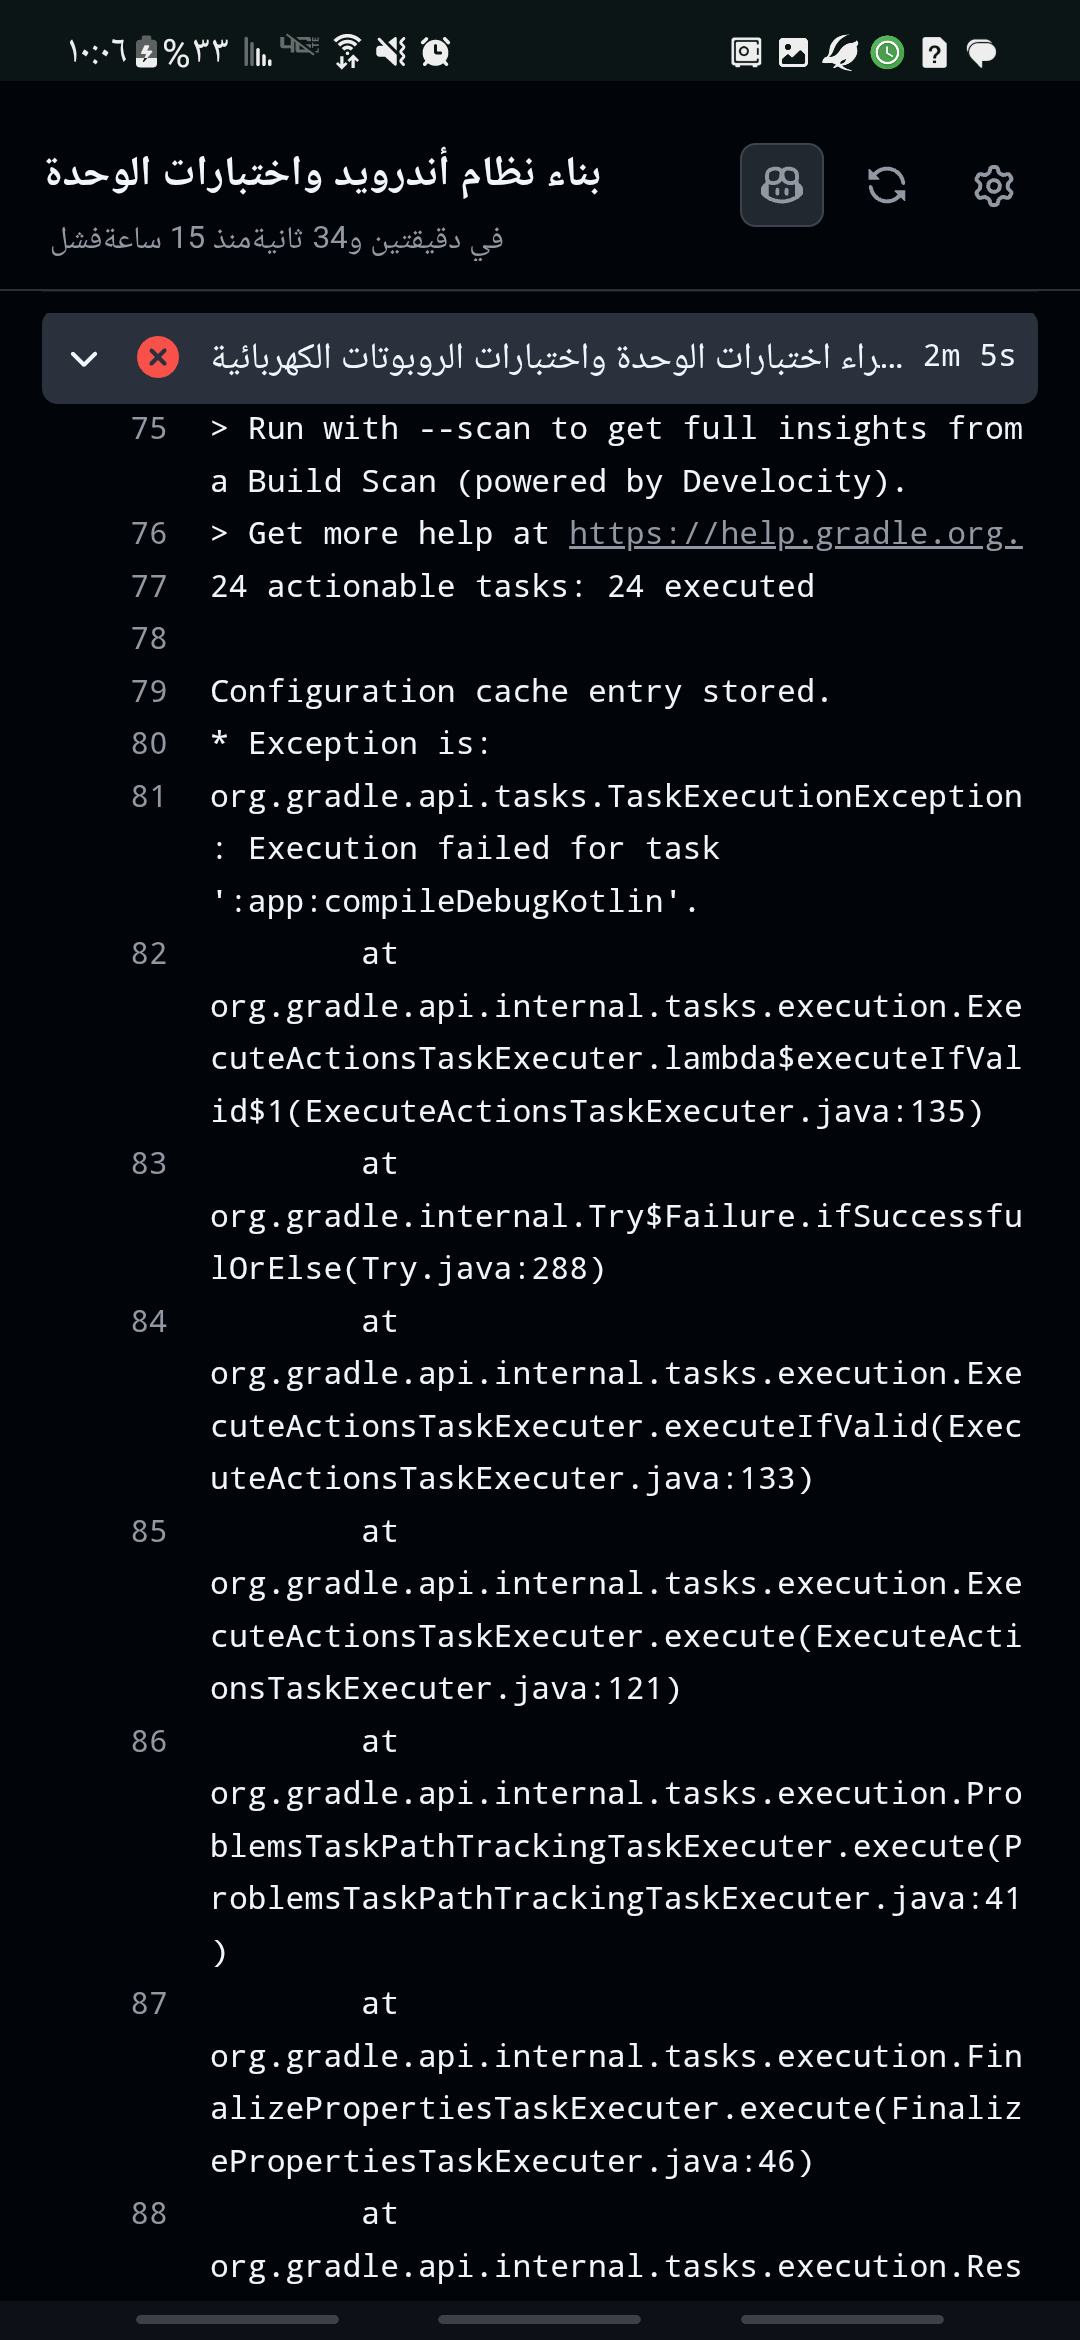 ١٠:٠٦ %٣٣
بناء نظام أندرويد واختبارات الوحدة
فشل منذ 15 ساعة في دقيقتين و34 ثانية
...راء اختبارات الوحدة واختبارات الروبوتات الكهربائية 2m 5s
75 > Run with --scan to get full insights from
a Build Scan (powered by Develocity).
76 > Get more help at https://help.gradle.org.
77 24 actionable tasks: 24 executed
78
79 Configuration cache entry stored.
80 * Exception is:
81 org.gradle.api.tasks.TaskExecutionException
: Execution failed for task
':app:compileDebugKotlin'.
82 at
org.gradle.api.internal.tasks.execution.Exe
cuteActionsTaskExecuter.lambda$executeIfVal
id$1(ExecuteActionsTaskExecuter.java:135)
83 at
org.gradle.internal.Try$Failure.ifSuccessfu
lOrElse(Try.java:288)
84 at
org.gradle.api.internal.tasks.execution.Exe
cuteActionsTaskExecuter.executeIfValid(Exec
uteActionsTaskExecuter.java:133)
85 at
org.gradle.api.internal.tasks.execution.Exe
cuteActionsTaskExecuter.execute(ExecuteActi
onsTaskExecuter.java:121)
86 at
org.gradle.api.internal.tasks.execution.Pro
blemsTaskPathTrackingTaskExecuter.execute(P
roblemsTaskPathTrackingTaskExecuter.java:41
)
87 at
org.gradle.api.internal.tasks.execution.Fin
alizePropertiesTaskExecuter.execute(Finaliz
ePropertiesTaskExecuter.java:46)
88 at
org.gradle.api.internal.tasks.execution.Res